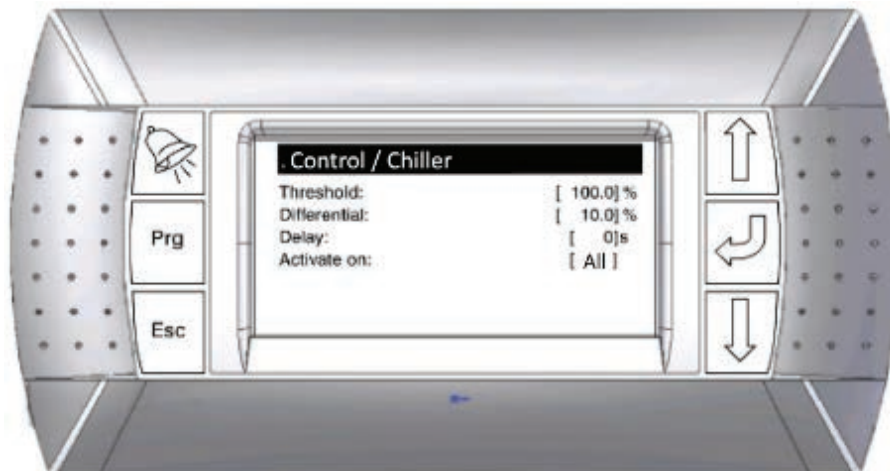 . Control / Chiller
Threshold: [ 100.0] %
Differential: [ 10.0] %
Delay: [ 0]s
Activate on: [ All ]
Prg
Esc